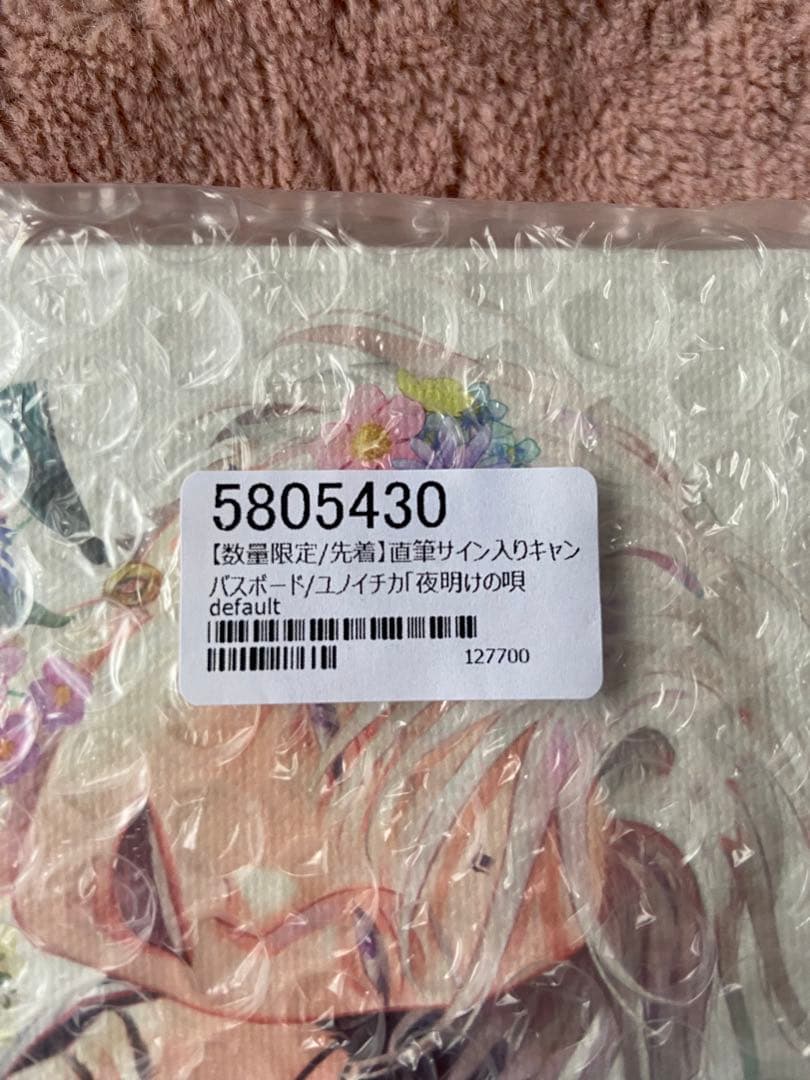 5805430
【数量限定/先着】直筆サイン入りキャン
バスボード/ユノイチカ「夜明けの唄
default
127700